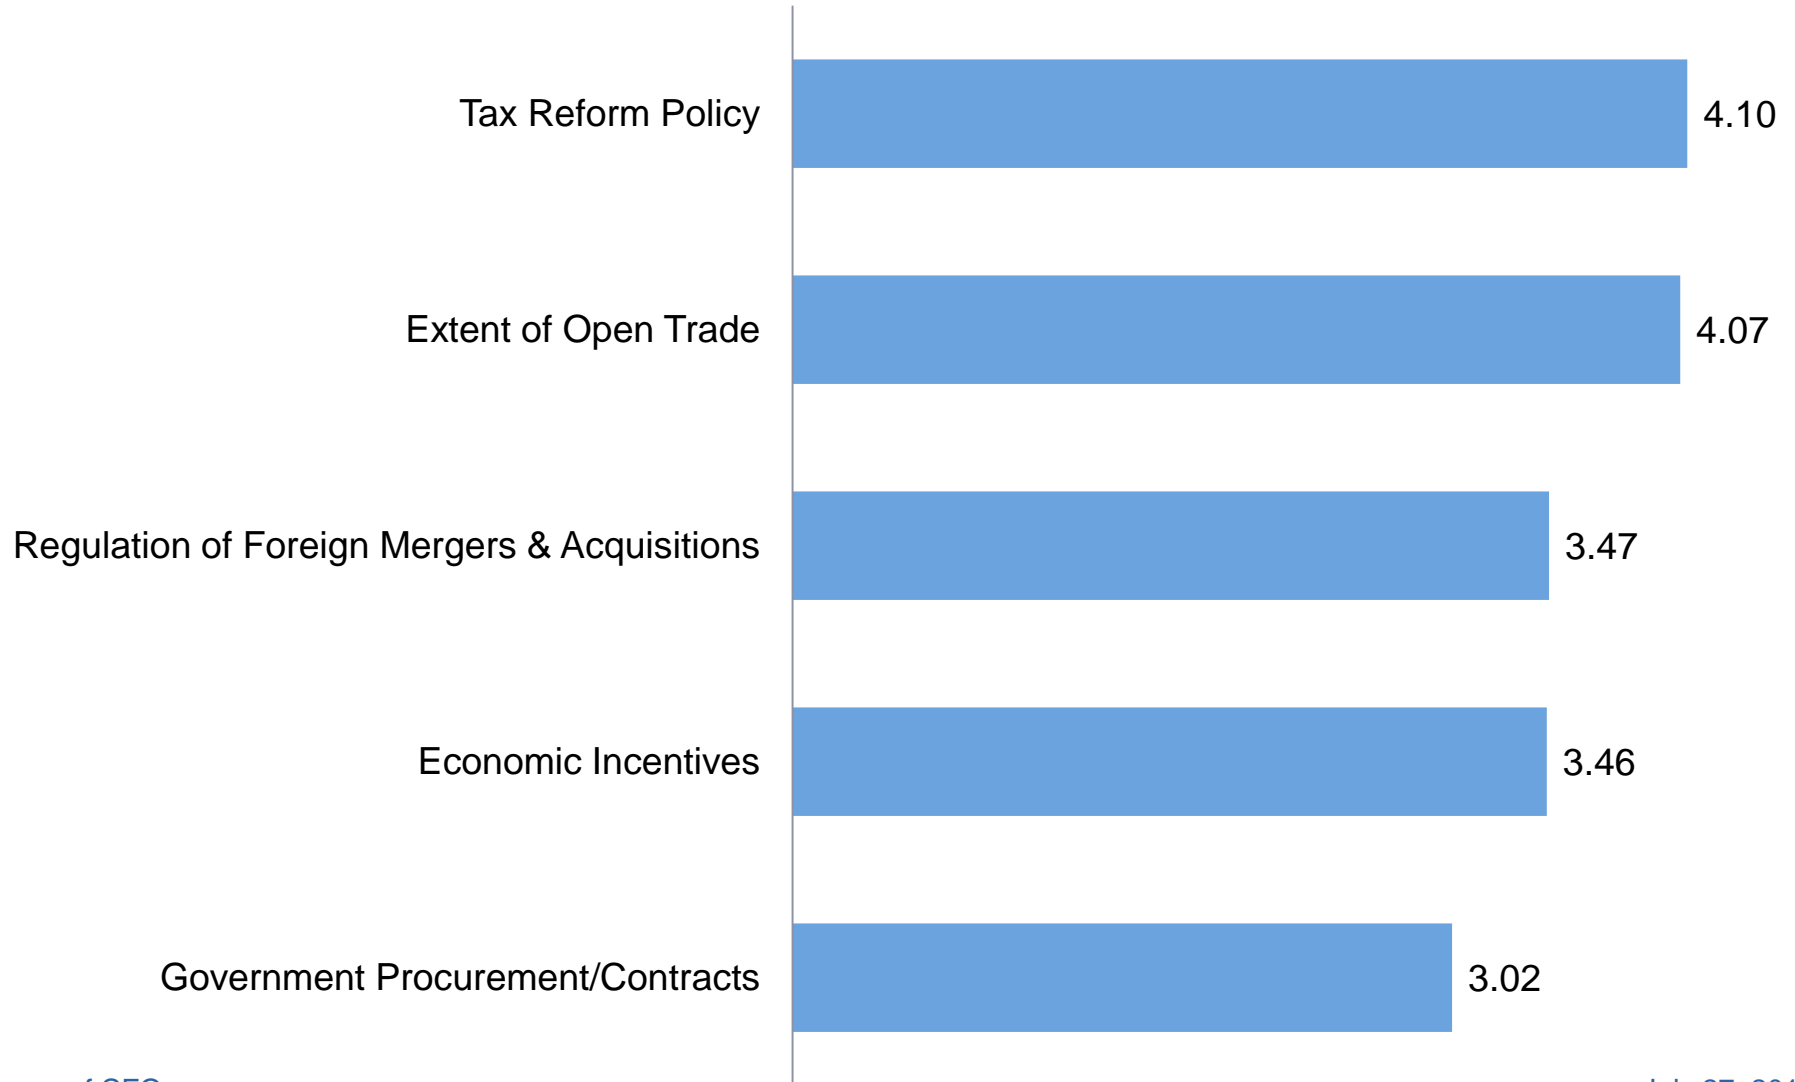 Tax Reform Policy 4.10
Extent of Open Trade 4.07
Regulation of Foreign Mergers & Acquisitions 3.47
Economic Incentives 3.46
Government Procurement/Contracts 3.02